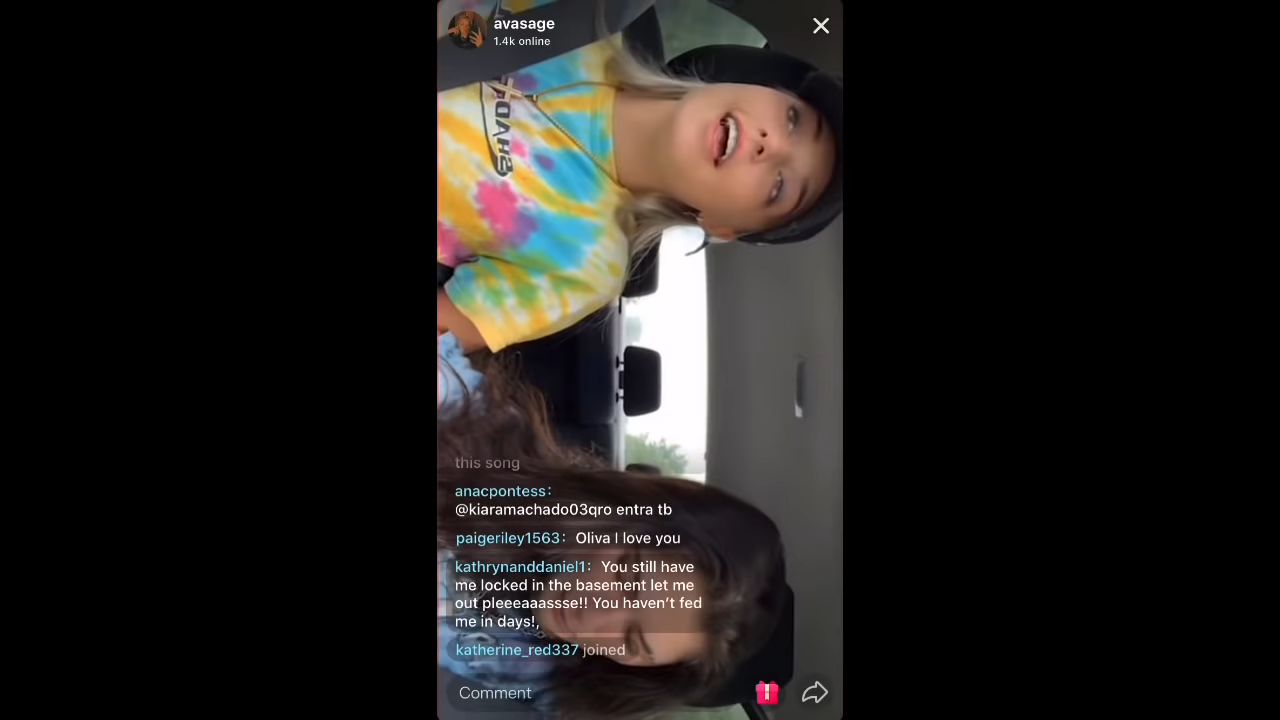 avasage
1.4k online
this song
anacpontess:
@kiaramachado03qro entra tb
paigeriley1563: Oliva I love you
kathrynanddaniel1: You still have
me locked in the basement let me
out pleeeaaassse!! You haven't fed
me in days!,
katherine_red337 joined
Comment